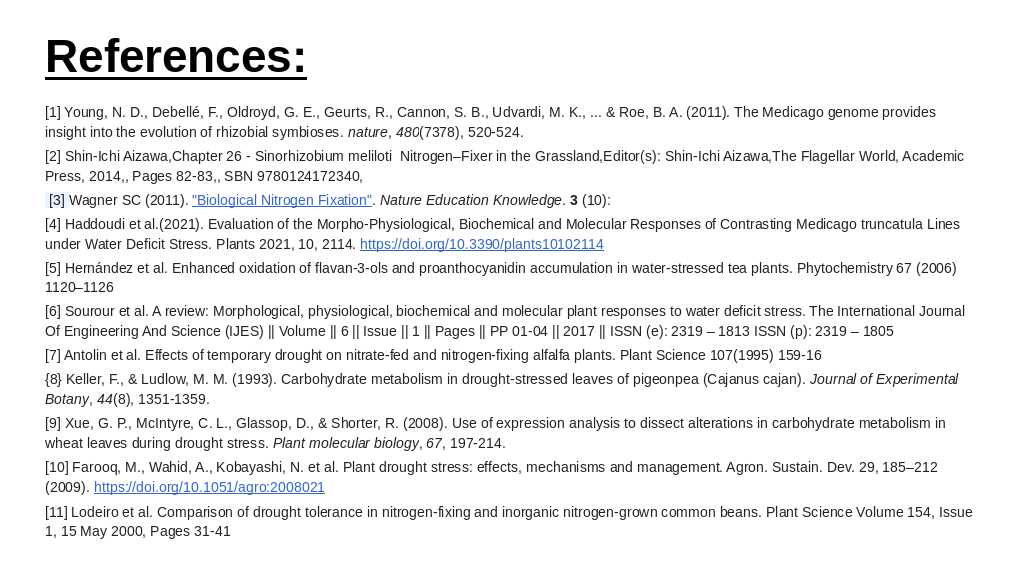 References:
[1] Young, N. D., Debellé, F., Oldroyd, G. E., Geurts, R., Cannon, S. B., Udvardi, M. K., ... & Roe, B. A. (2011). The Medicago genome provides
insight into the evolution of rhizobial symbioses. nature, 480(7378), 520-524.
[2] Shin-Ichi Aizawa,Chapter 26 - Sinorhizobium meliloti  Nitrogen–Fixer in the Grassland,Editor(s): Shin-Ichi Aizawa,The Flagellar World, Academic
Press, 2014,, Pages 82-83,, SBN 9780124172340,
[3] Wagner SC (2011). "Biological Nitrogen Fixation". Nature Education Knowledge. 3 (10):
[4] Haddoudi et al.(2021). Evaluation of the Morpho-Physiological, Biochemical and Molecular Responses of Contrasting Medicago truncatula Lines
under Water Deficit Stress. Plants 2021, 10, 2114. https://doi.org/10.3390/plants10102114
[5] Hernández et al. Enhanced oxidation of flavan-3-ols and proanthocyanidin accumulation in water-stressed tea plants. Phytochemistry 67 (2006)
1120–1126
[6] Sourour et al. A review: Morphological, physiological, biochemical and molecular plant responses to water deficit stress. The International Journal
Of Engineering And Science (IJES) || Volume || 6 || Issue || 1 || Pages || PP 01-04 || 2017 || ISSN (e): 2319 – 1813 ISSN (p): 2319 – 1805
[7] Antolin et al. Effects of temporary drought on nitrate-fed and nitrogen-fixing alfalfa plants. Plant Science 107(1995) 159-16
{8} Keller, F., & Ludlow, M. M. (1993). Carbohydrate metabolism in drought-stressed leaves of pigeonpea (Cajanus cajan). Journal of Experimental
Botany, 44(8), 1351-1359.
[9] Xue, G. P., McIntyre, C. L., Glassop, D., & Shorter, R. (2008). Use of expression analysis to dissect alterations in carbohydrate metabolism in
wheat leaves during drought stress. Plant molecular biology, 67, 197-214.
[10] Farooq, M., Wahid, A., Kobayashi, N. et al. Plant drought stress: effects, mechanisms and management. Agron. Sustain. Dev. 29, 185–212
(2009). https://doi.org/10.1051/agro:2008021
[11] Lodeiro et al. Comparison of drought tolerance in nitrogen-fixing and inorganic nitrogen-grown common beans. Plant Science Volume 154, Issue
1, 15 May 2000, Pages 31-41